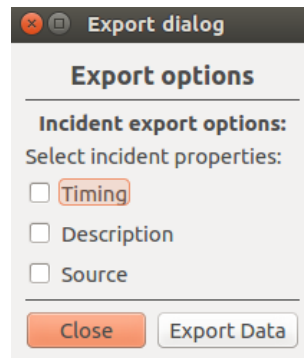 Export dialog
Export options
Incident export options:
Select incident properties:
Timing
Description
Source
Close Export Data